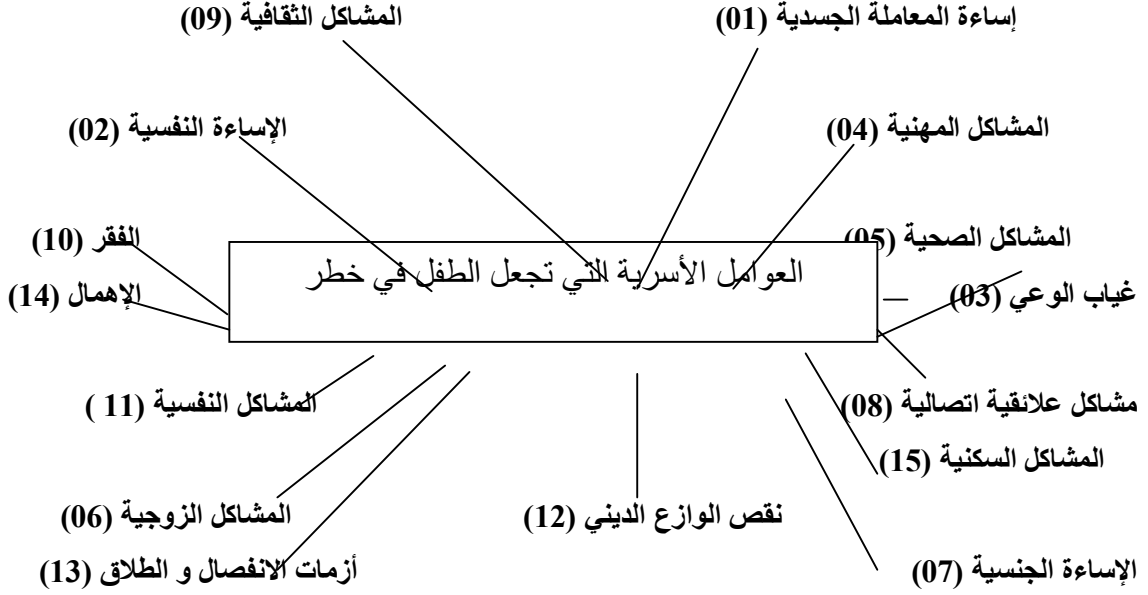 إساءة المعاملة الجسدية (01)
المشاكل الثقافية (09)
المشاكل المهنية (04)
الإساءة النفسية (02)
المشاكل الصحية (05)
الفقر (10)
العوامل الأسرية التي تجعل الطفل في خطر
غياب الوعي (03)
الإهمال (14)
مشاكل علائقية اتصالية (08)
المشاكل النفسية (11 )
المشاكل السكنية (15)
نقص الوازع الديني (12)
المشاكل الزوجية (06)
الإساءة الجنسية (07)
أزمات الانفصال و الطلاق (13)